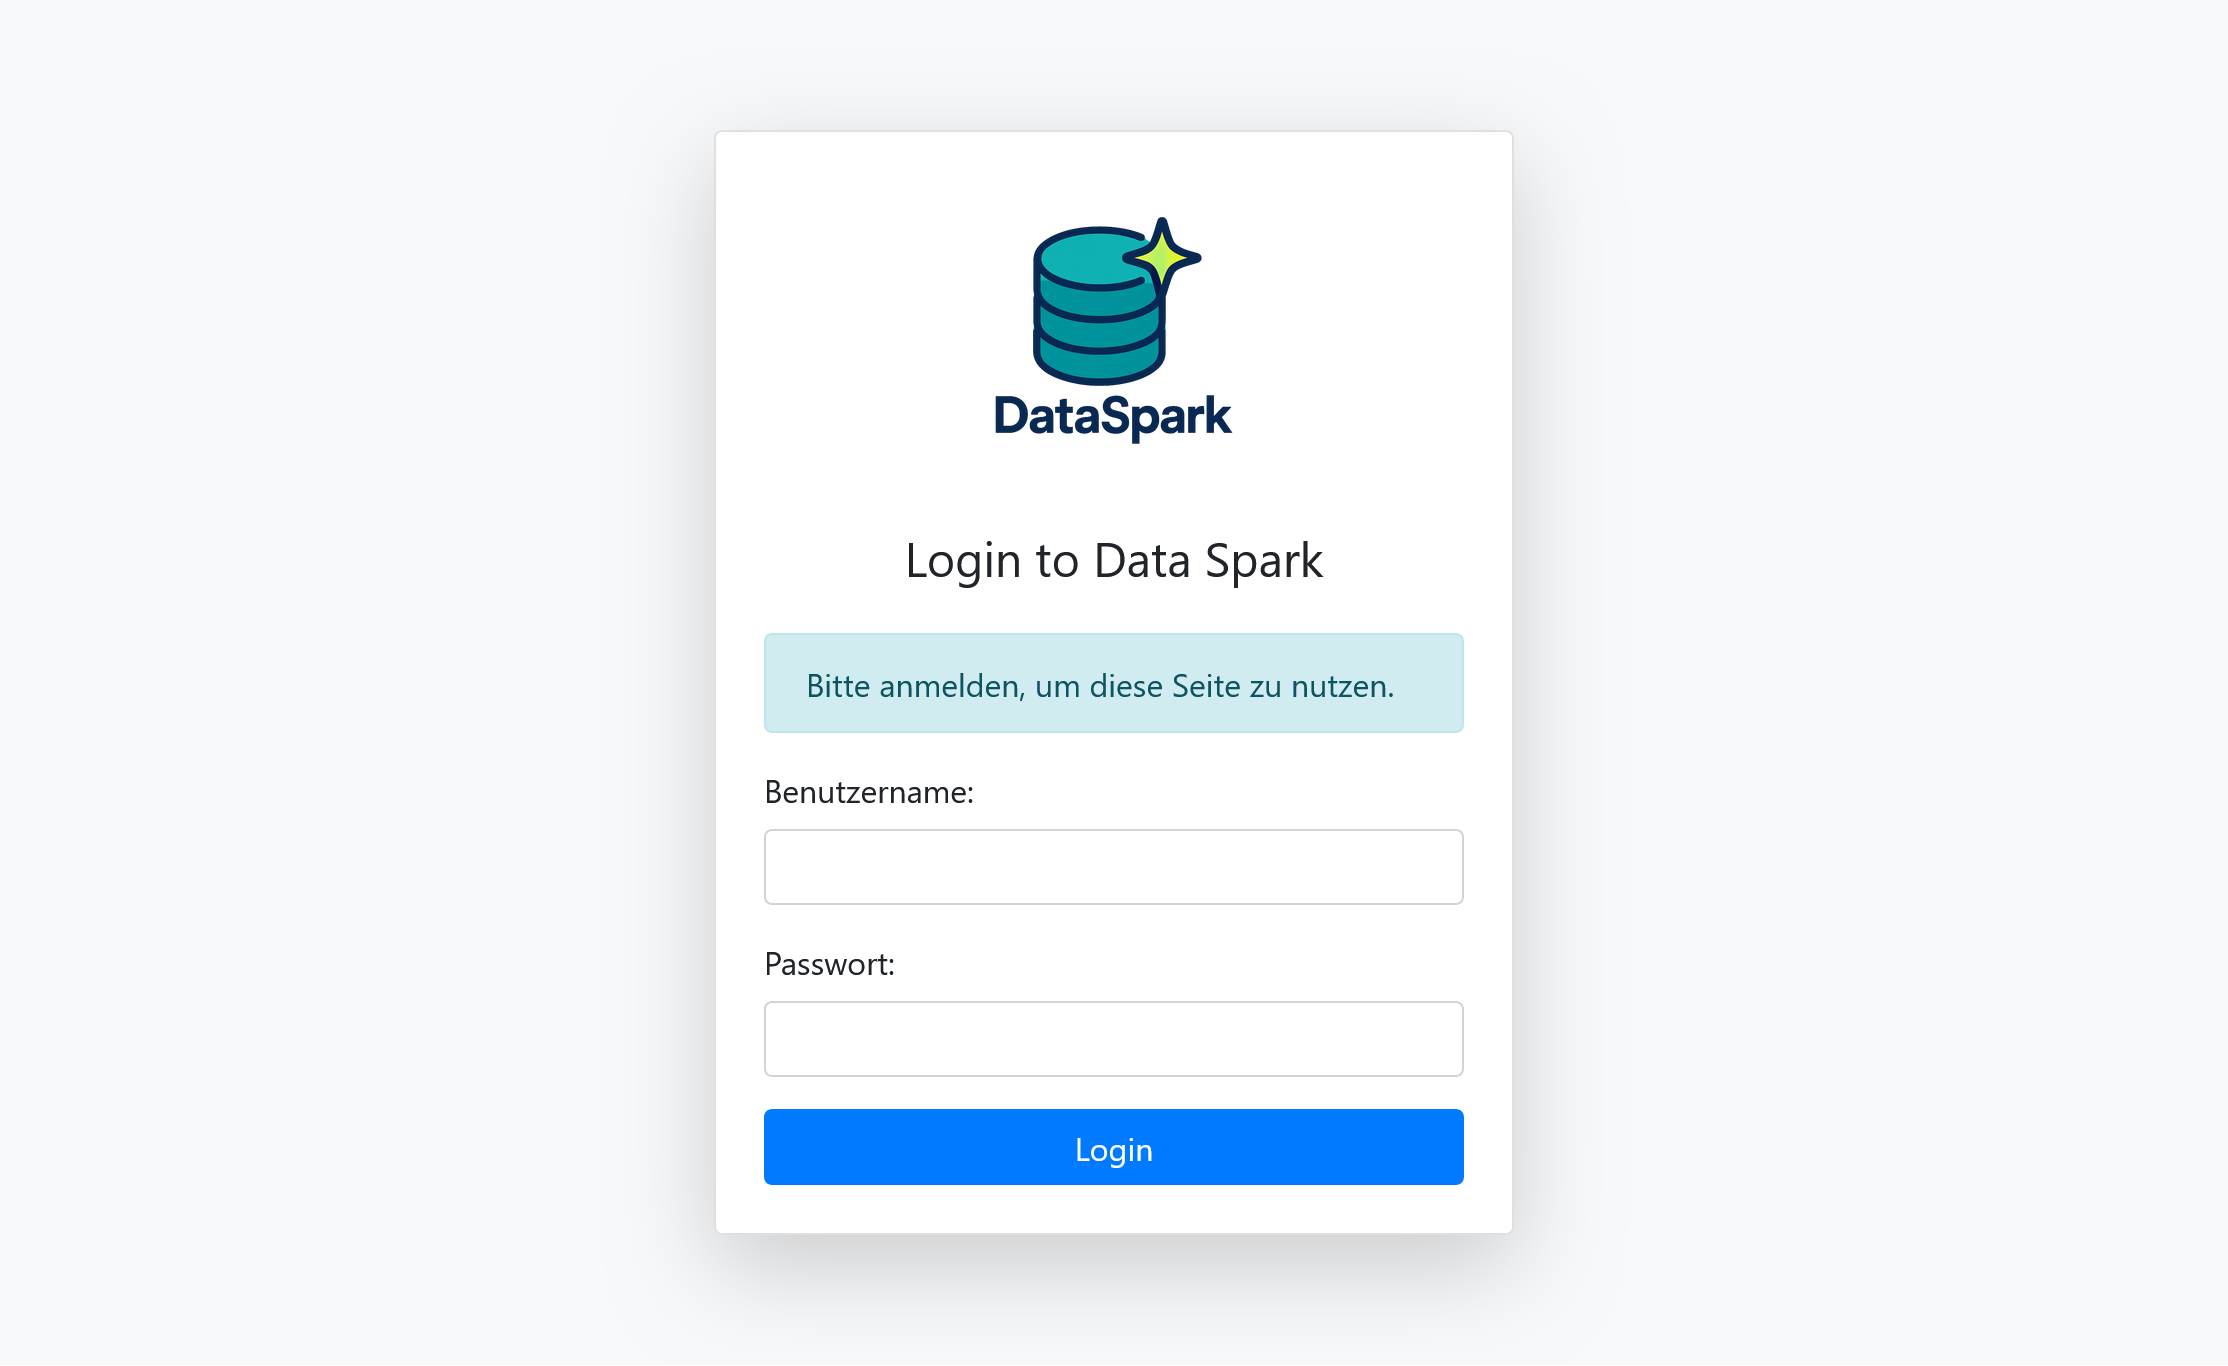 DataSpark
Login to Data Spark
Bitte anmelden, um diese Seite zu nutzen.
Benutzername:
Passwort:
Login